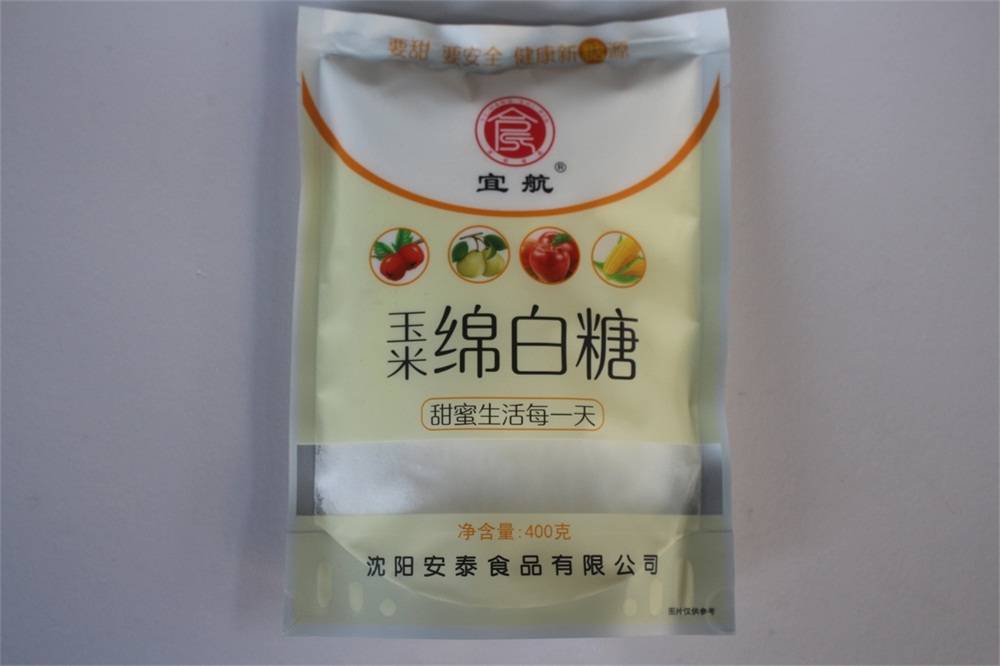 要甜 要安全 健康新糖源
宜航®
玉米绵白糖
甜蜜生活每一天
净含量:400克
沈阳安泰食品有限公司
图片仅供参考